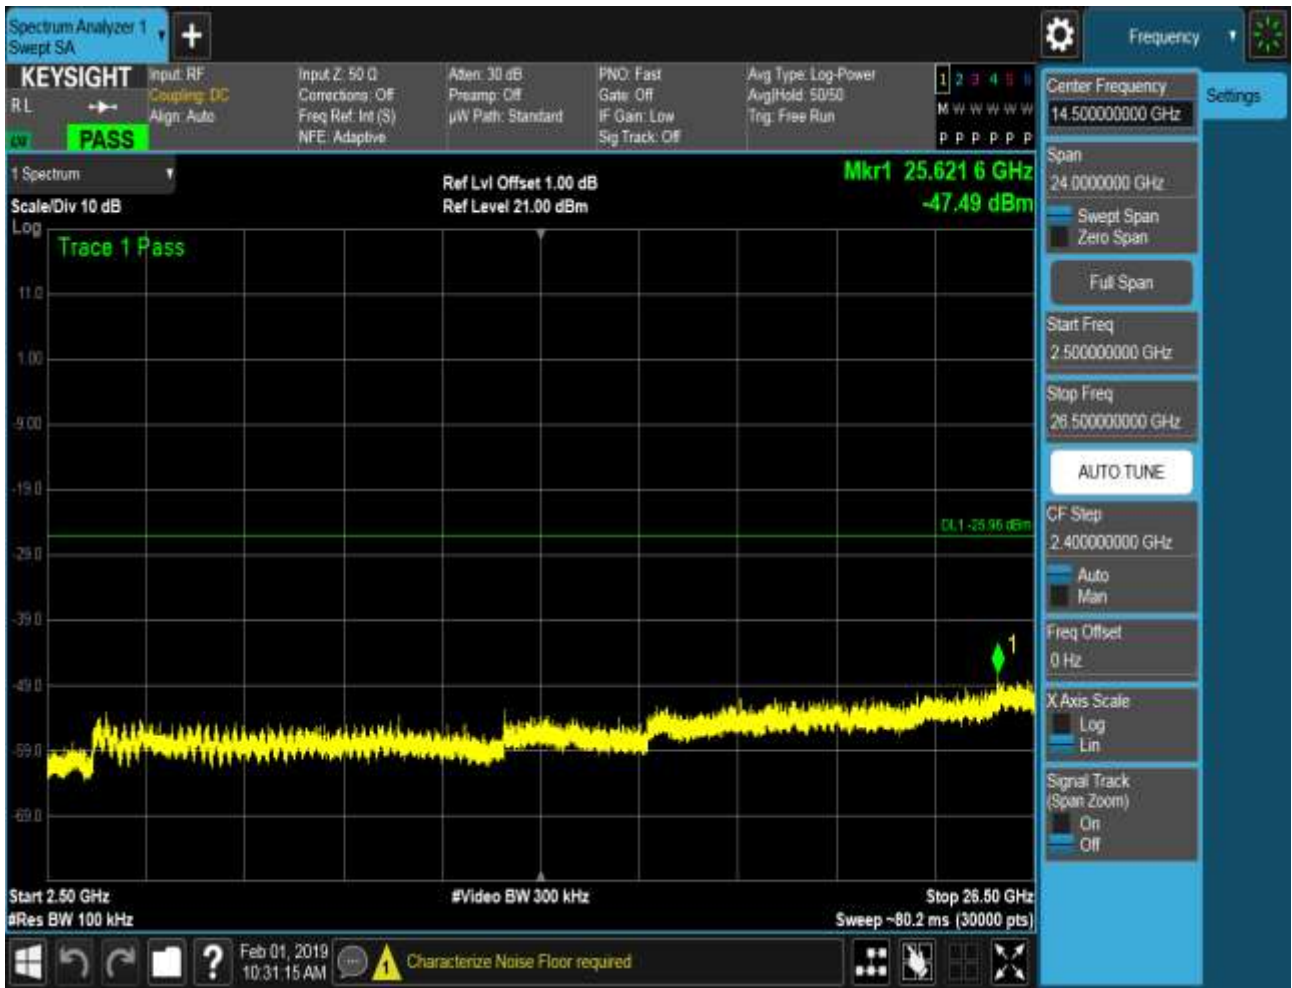 Spectrum Analyzer 1
Swept SA
Frequency
KEYSIGHT
R L
PASS
Input: RF
Coupling: DC
Align: Auto
Input Z: 50 Ω
Corrections: Off
Freq Ref: Int (S)
NFE: Adaptive
Atten: 30 dB
Preamp: Off
µW Path: Standard
PNO: Fast
Gate: Off
IF Gain: Low
Sig Track: Off
Avg Type: Log-Power
Avg|Hold: 50/50
Trig: Free Run
1 2 3 4 5 6
M W W W W W
P P P P P P
1 Spectrum
Scale/Div 10 dB
Log
Ref Lvl Offset 1.00 dB
Ref Level 21.00 dBm
Mkr1 25.621 6 GHz
-47.49 dBm
Trace 1 Pass
11.0
1.00
-9.00
-19.0
-29.0
-39.0
-49.0
-59.0
-69.0
DL1 -25.96 dBm
1
Start 2.50 GHz
#Res BW 100 kHz
#Video BW 300 kHz
Stop 26.50 GHz
Sweep ~80.2 ms (30000 pts)
Center Frequency
14.500000000 GHz
Settings
Span
24.0000000 GHz
Swept Span
Zero Span
Full Span
Start Freq
2.500000000 GHz
Stop Freq
26.500000000 GHz
AUTO TUNE
CF Step
2.400000000 GHz
Auto
Man
Freq Offset
0 Hz
X Axis Scale
Log
Lin
Signal Track
(Span Zoom)
On
Off
?
Feb 01, 2019
10:31:15 AM
1
Characterize Noise Floor required